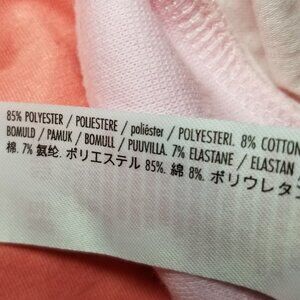 85% POLYESTER / POLIESTERE / poliéster / POLYESTERI. 8% COTTON
BOMULD / PAMUK / BOMULL / PUUVILLA. 7% ELASTANE / ELASTAN
棉. 7% 氨纶. ポリエステル 85%. 綿 8%. ポリウレタ